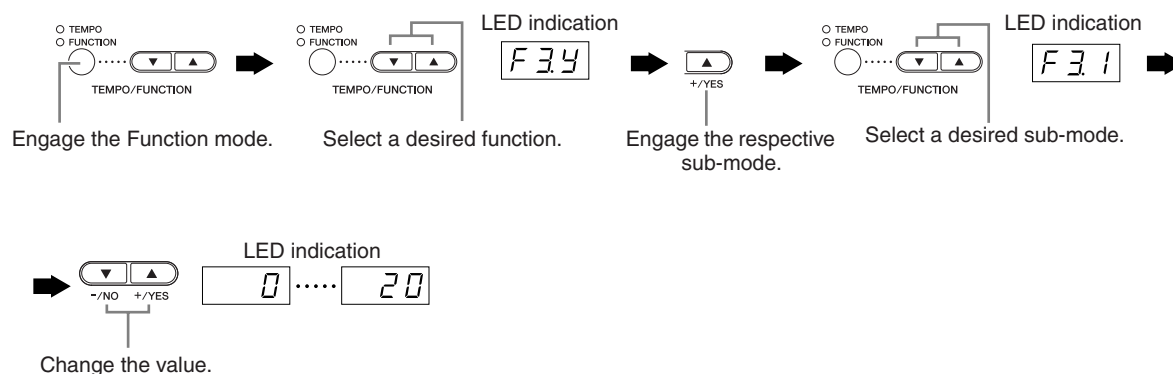 TEMPO
FUNCTION
TEMPO/FUNCTION
Engage the Function mode.
TEMPO
FUNCTION
TEMPO/FUNCTION
Select a desired function.
LED indication
F 3.Y
+/YES
Engage the respective
sub-mode.
TEMPO
FUNCTION
TEMPO/FUNCTION
Select a desired sub-mode.
LED indication
F 3.1
-/NO +/YES
Change the value.
LED indication
0 ····· 20